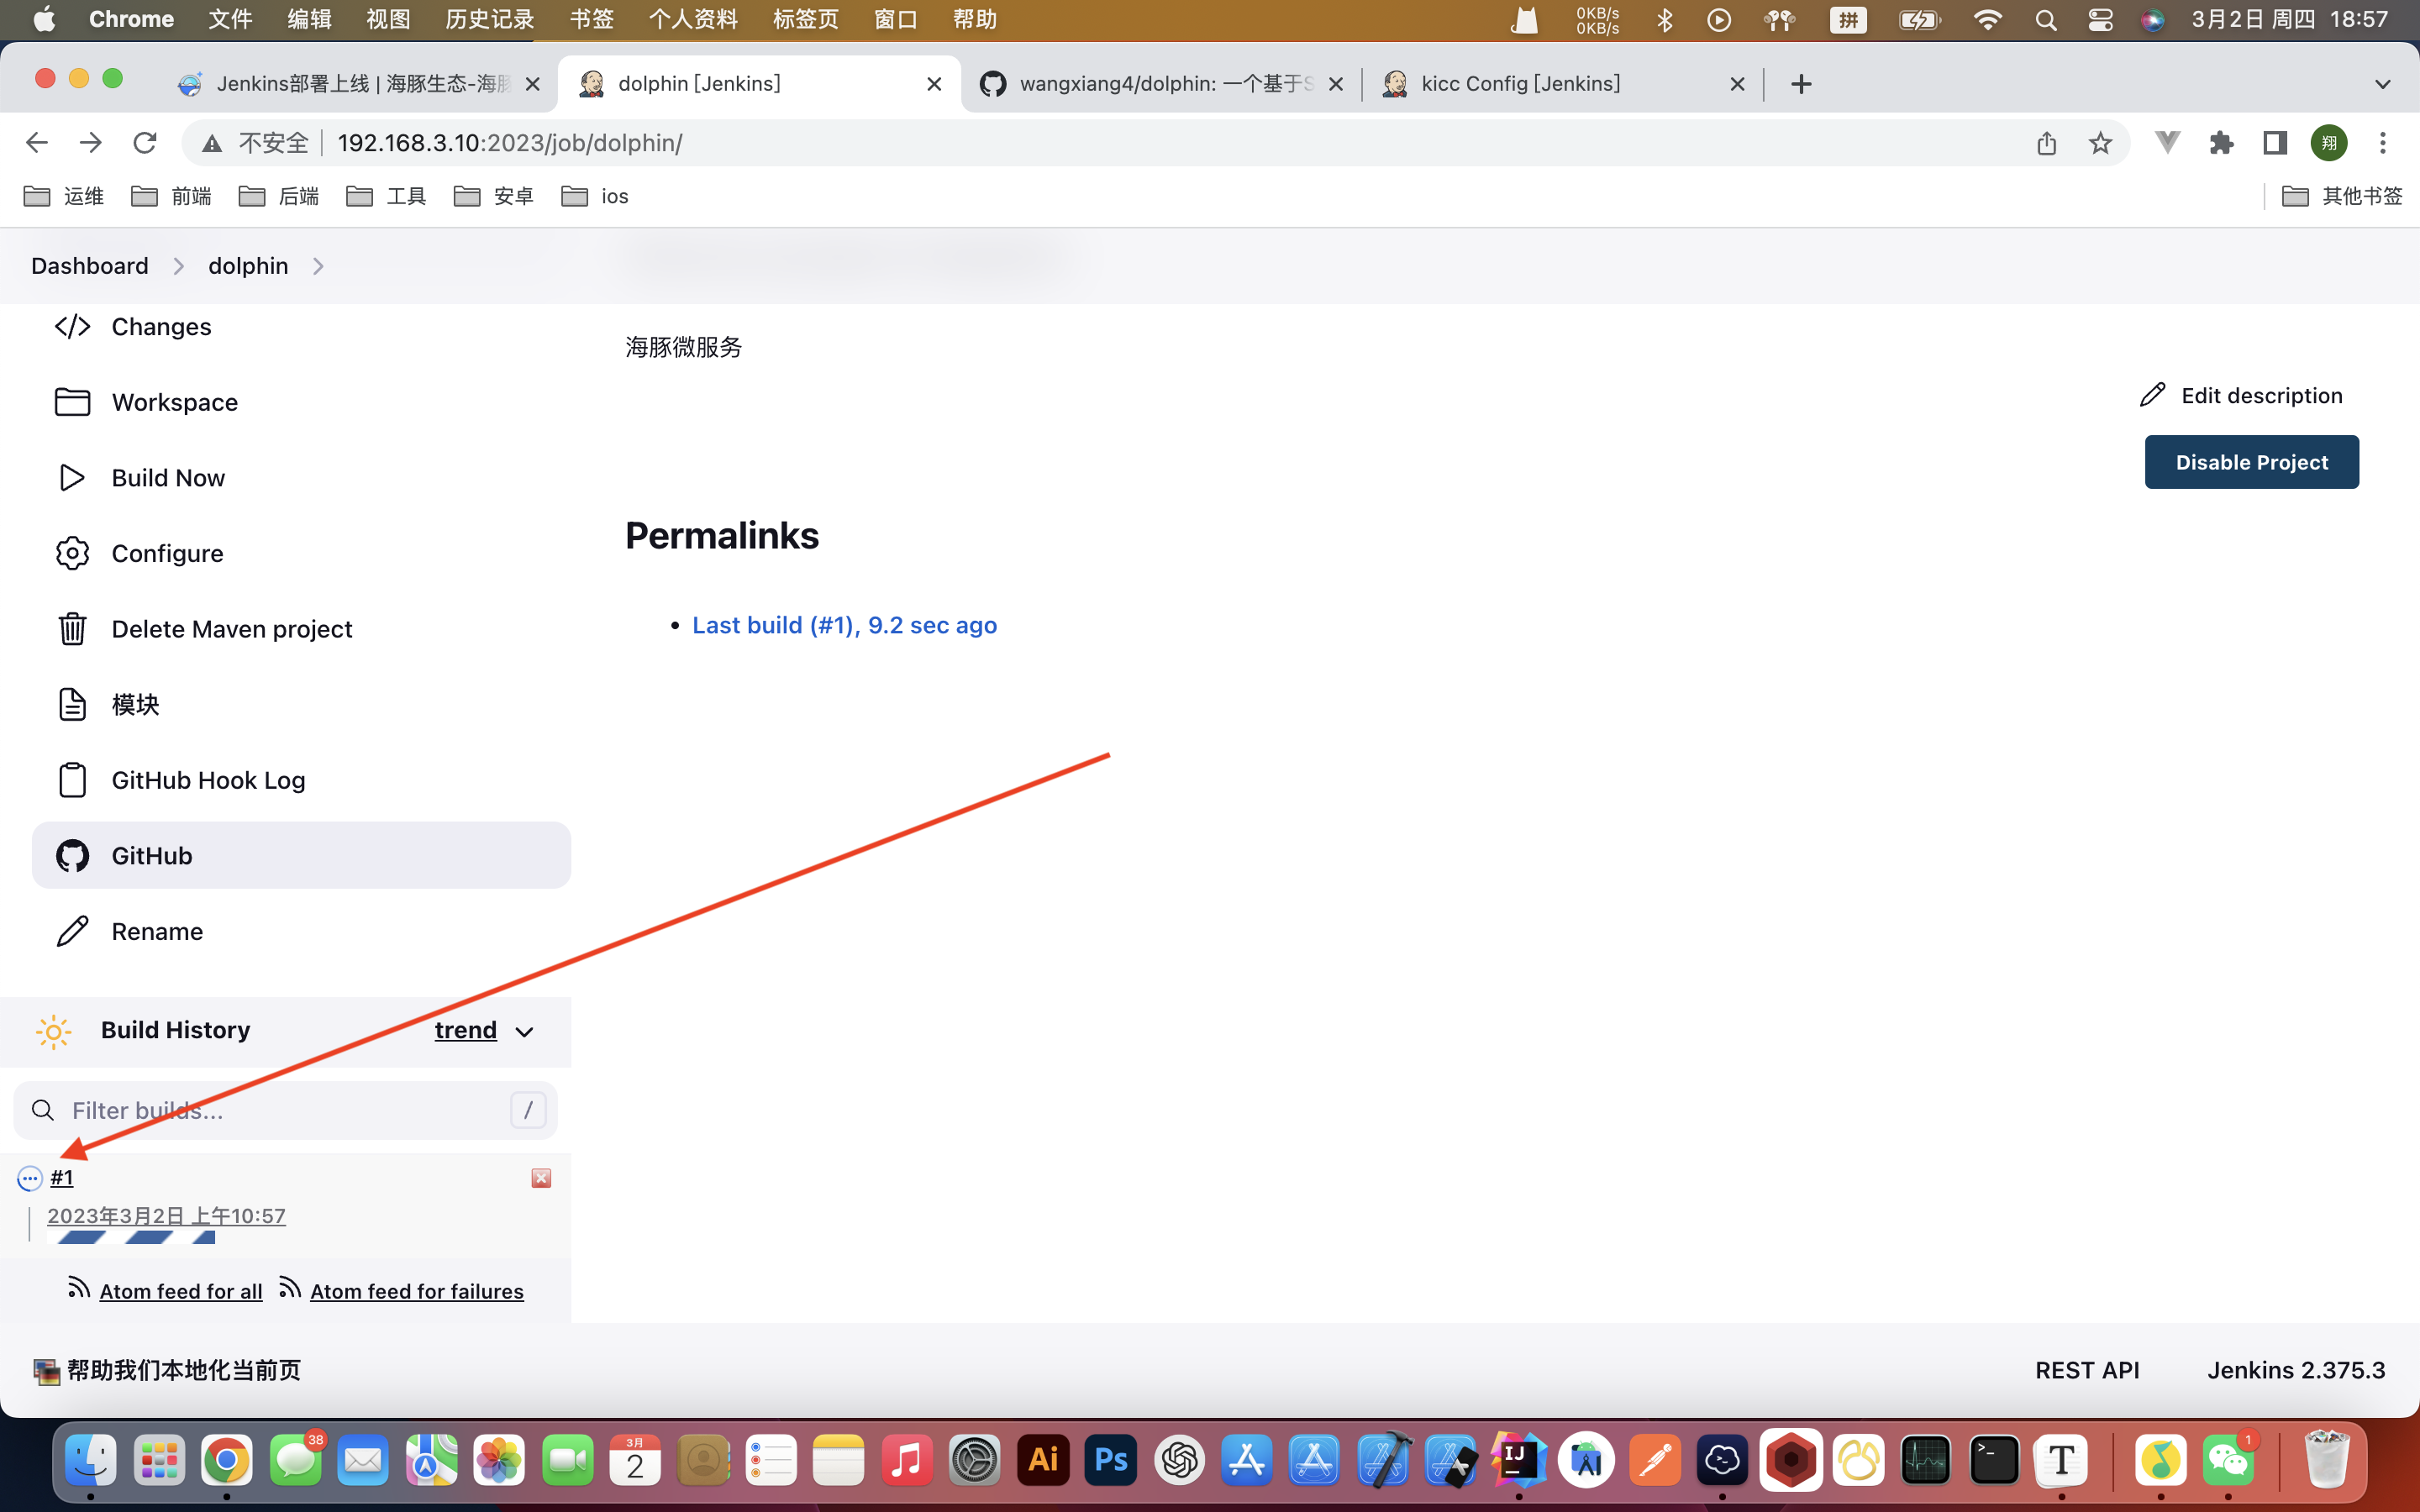 Chrome 文件 编辑 视图 历史记录 书签 个人资料 标签页 窗口 帮助 0KB/s 0KB/s 拼 3月2日 周四 18:57
Jenkins部署上线 | 海豚生态-海豚 dolphin [Jenkins] wangxiang4/dolphin: 一个基于S kicc Config [Jenkins]
不安全 192.168.3.10:2023/job/dolphin/ 翔
运维 前端 后端 工具 安卓 ios 其他书签
Dashboard dolphin
Changes
Workspace
Build Now
Configure
Delete Maven project
模块
GitHub Hook Log
GitHub
Rename
海豚微服务
Edit description
Disable Project
Permalinks
Last build (#1), 9.2 sec ago
Build History trend
Filter builds... /
#1
2023年3月2日 上午10:57
Atom feed for all Atom feed for failures
帮助我们本地化当前页 REST API Jenkins 2.375.3
38 3月 2 Ai Ps IJ >_ T 1